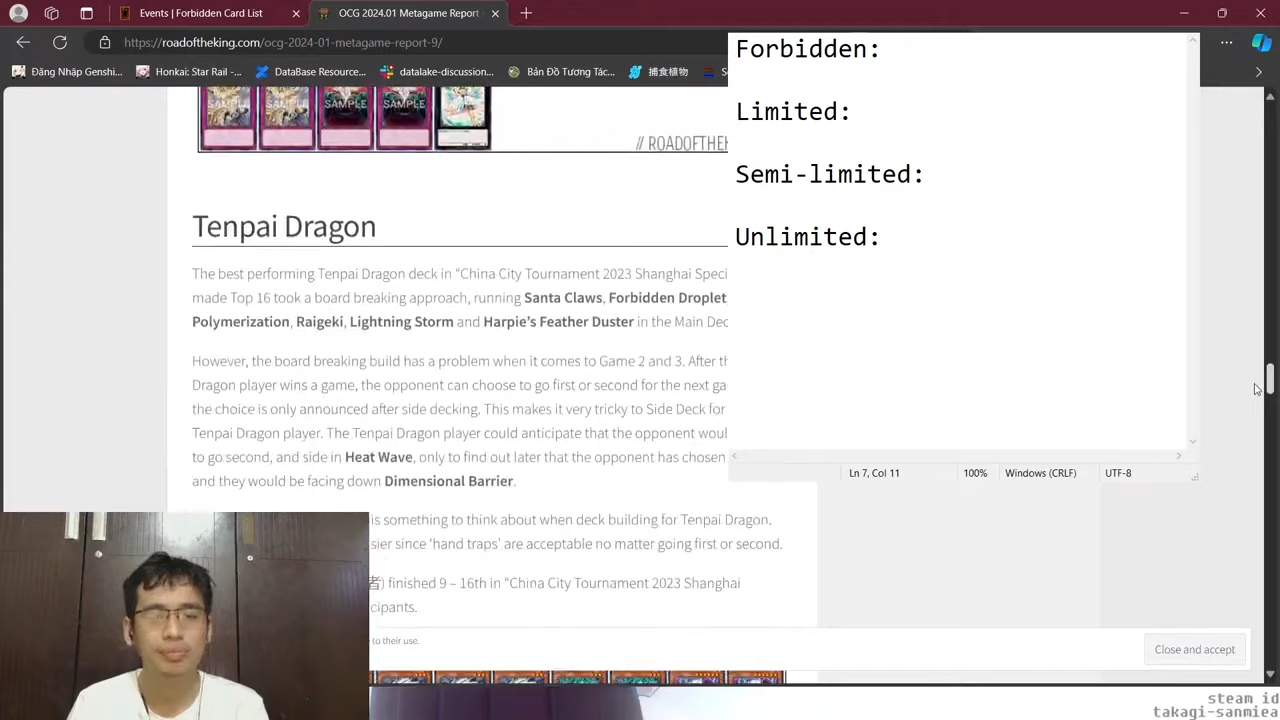 Events | Forbidden Card List
OCG 2024.01 Metagame Report
https://roadoftheking.com/ocg-2024-01-metagame-report-9/
Đăng Nhập Genshi...
Honkai: Star Rail -...
DataBase Resource...
datalake-discussion...
Bản Đồ Tương Tác...
捕食植物
SAMPLE SAMPLE SAMPLE SAMPLE SAMPLE
// ROADOFTHEK
Forbidden:
Limited:
Semi-limited:
Unlimited:
Ln 7, Col 11
100%
Windows (CRLF)
UTF-8
Tenpai Dragon
The best performing Tenpai Dragon deck in “China City Tournament 2023 Shanghai Speci
made Top 16 took a board breaking approach, running Santa Claws, Forbidden Droplet
Polymerization, Raigeki, Lightning Storm and Harpie’s Feather Duster in the Main Dec
However, the board breaking build has a problem when it comes to Game 2 and 3. After th
Dragon player wins a game, the opponent can choose to go first or second for the next ga
the choice is only announced after side decking. This makes it very tricky to Side Deck for
Tenpai Dragon player. The Tenpai Dragon player could anticipate that the opponent wou
to go second, and side in Heat Wave, only to find out later that the opponent has chosen
and they would be facing down Dimensional Barrier.
is something to think about when deck building for Tenpai Dragon.
sier since ‘hand traps’ are acceptable no matter going first or second.
者) finished 9 – 16th in “China City Tournament 2023 Shanghai
cipants.
to their use.
Close and accept
steam id
takagi-sanmiea